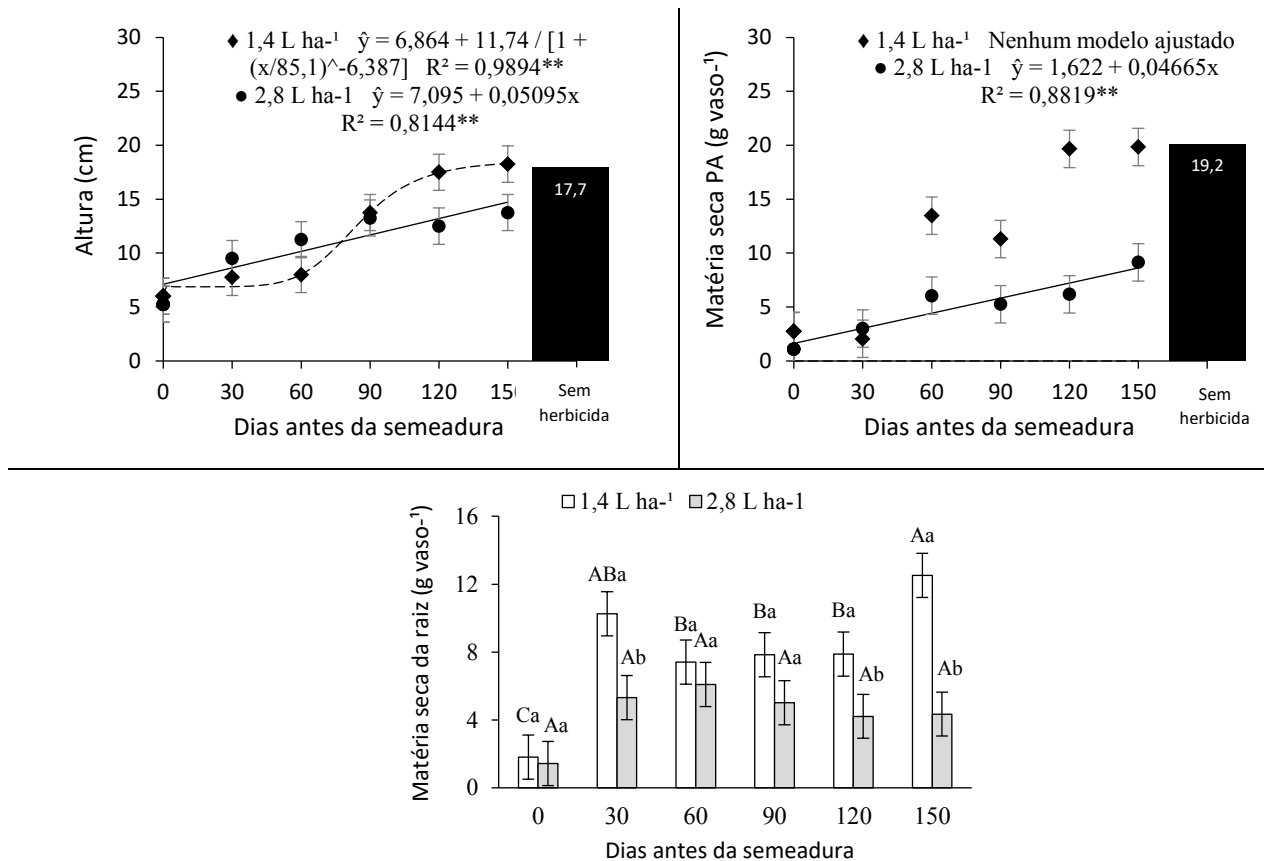 ◆ 1,4 L ha-¹ ŷ = 6,864 + 11,74 / [1 +
(x/85,1)^-6,387] R² = 0,9894**
● 2,8 L ha-1 ŷ = 7,095 + 0,05095x
R² = 0,8144**
Altura (cm)
30
25
20
15
10
5
0
17,7
0 30 60 90 120 150
Sem
herbicida
Dias antes da semeadura
◆ 1,4 L ha-¹ Nenhum modelo ajustado
● 2,8 L ha-1 ŷ = 1,622 + 0,04665x
R² = 0,8819**
Matéria seca PA (g vaso-¹)
30
25
20
15
10
5
0
19,2
0 30 60 90 120 150
Sem
herbicida
Dias antes da semeadura
1,4 L ha-¹ 2,8 L ha-1
Matéria seca da raiz (g vaso-¹)
16
12
8
4
0
Ca Aa ABa Ab Ba Aa Ba Aa Ba Ab Aa Ab
0 30 60 90 120 150
Dias antes da semeadura